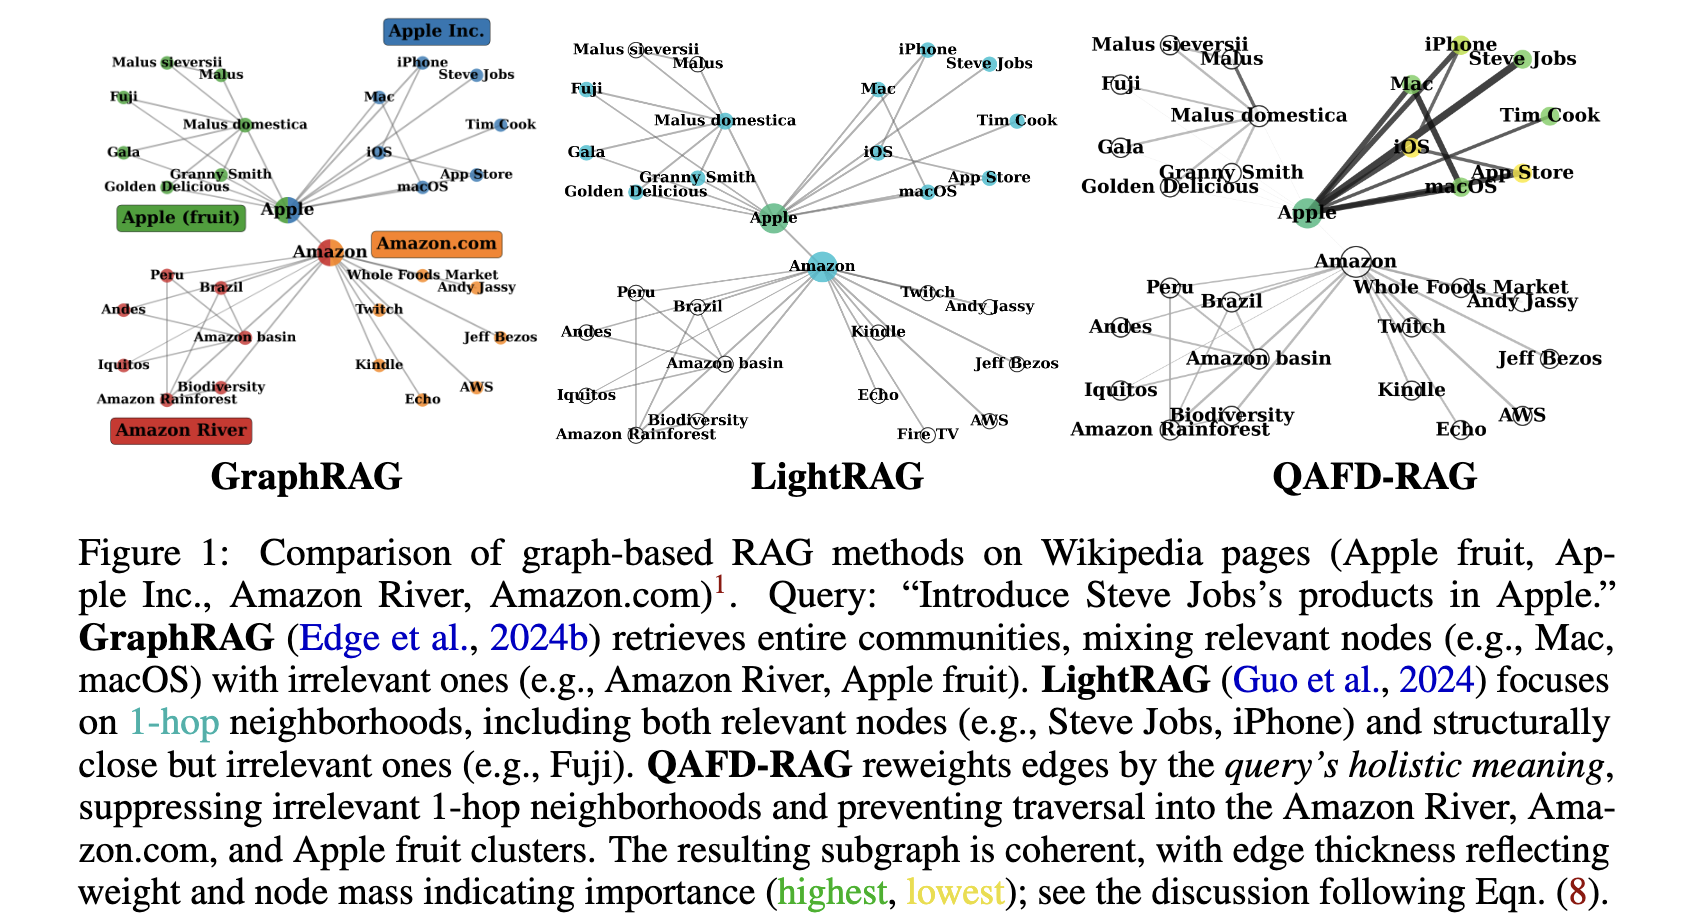 Apple Inc.
Malus sieversii
Malus
iPhone
Steve Jobs
Fuji
Mac
Malus domestica
Tim Cook
Gala
iOS
Granny Smith
App Store
Golden Delicious
macOS
Apple (fruit)
Apple
Amazon.com
Amazon
Peru
Whole Foods Market
Brazil
Andy Jassy
Andes
Twitch
Amazon basin
Jeff Bezos
Iquitos
Kindle
Biodiversity
AWS
Amazon Rainforest
Echo
Amazon River
GraphRAG
Malus sieversii
Malus
iPhone
Steve Jobs
Fuji
Mac
Malus domestica
Tim Cook
Gala
iOS
Granny Smith
App Store
Golden Delicious
macOS
Apple
Amazon
Peru
Twitch
Brazil
Andy Jassy
Andes
Kindle
Amazon basin
Jeff Bezos
Iquitos
Echo
Biodiversity
AWS
Amazon Rainforest
Fire TV
LightRAG
Malus sieversii
Malus
iPhone
Steve Jobs
Fuji
Mac
Malus domestica
Tim Cook
Gala
iOS
Granny Smith
App Store
Golden Delicious
macOS
Apple
Amazon
Peru
Whole Foods Market
Brazil
Andy Jassy
Andes
Twitch
Amazon basin
Jeff Bezos
Iquitos
Kindle
Biodiversity
AWS
Amazon Rainforest
Echo
QAFD-RAG
Figure 1: Comparison of graph-based RAG methods on Wikipedia pages (Apple fruit, Ap-
ple Inc., Amazon River, Amazon.com)1. Query: “Introduce Steve Jobs’s products in Apple.”
GraphRAG (Edge et al., 2024b) retrieves entire communities, mixing relevant nodes (e.g., Mac,
macOS) with irrelevant ones (e.g., Amazon River, Apple fruit). LightRAG (Guo et al., 2024) focuses
on 1-hop neighborhoods, including both relevant nodes (e.g., Steve Jobs, iPhone) and structurally
close but irrelevant ones (e.g., Fuji). QAFD-RAG reweights edges by the query’s holistic meaning,
suppressing irrelevant 1-hop neighborhoods and preventing traversal into the Amazon River, Ama-
zon.com, and Apple fruit clusters. The resulting subgraph is coherent, with edge thickness reflecting
weight and node mass indicating importance (highest, lowest); see the discussion following Eqn. (8).